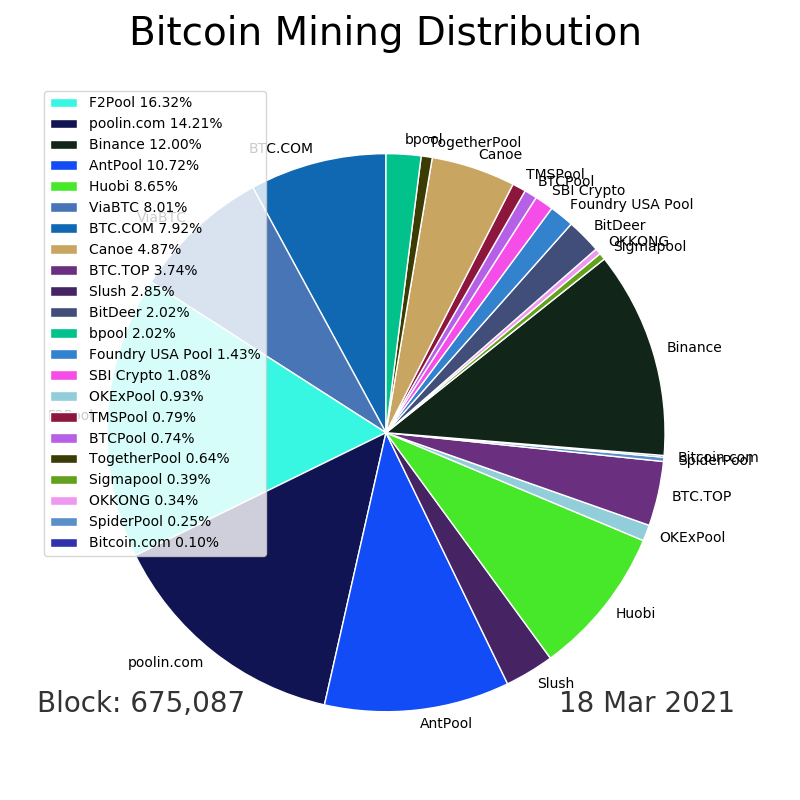 Bitcoin Mining Distribution
F2Pool 16.32%
poolin.com 14.21%
Binance 12.00%
AntPool 10.72%
Huobi 8.65%
ViaBTC 8.01%
BTC.COM 7.92%
Canoe 4.87%
BTC.TOP 3.74%
Slush 2.85%
BitDeer 2.02%
bpool 2.02%
Foundry USA Pool 1.43%
SBI Crypto 1.08%
OKExPool 0.93%
TMSPool 0.79%
BTCPool 0.74%
TogetherPool 0.64%
Sigmapool 0.39%
OKKONG 0.34%
SpiderPool 0.25%
Bitcoin.com 0.10%
bpool
TogetherPool
Canoe
TMSPool
BTCPool
SBI Crypto
Foundry USA Pool
BitDeer
OKKONG
Sigmapool
Binance
Bitcoin.com
SpiderPool
BTC.TOP
OKExPool
Huobi
Slush
AntPool
poolin.com
F2Pool
ViaBTC
BTC.COM
Block: 675,087
18 Mar 2021